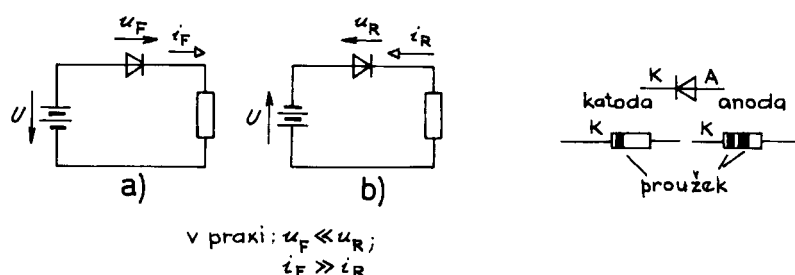 u_F i_F
U
a)
u_R i_R
U
b)
v praxi: u_F ≪ u_R;
i_F ≫ i_R
K A
katoda anoda
K K
proužek